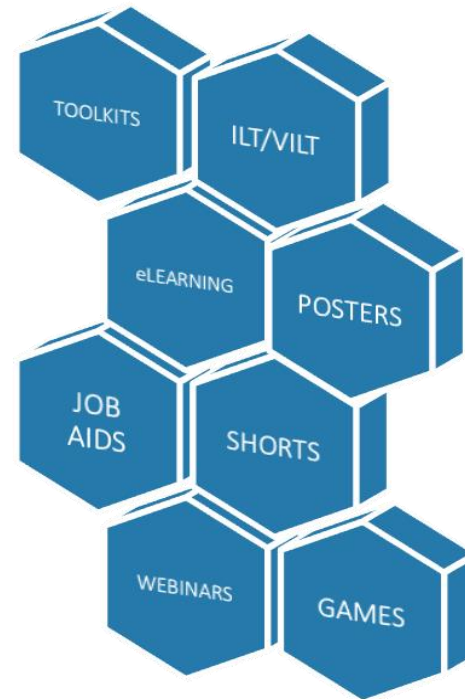 TOOLKITS
ILT/VILT
eLEARNING
POSTERS
JOB
AIDS
SHORTS
WEBINARS
GAMES